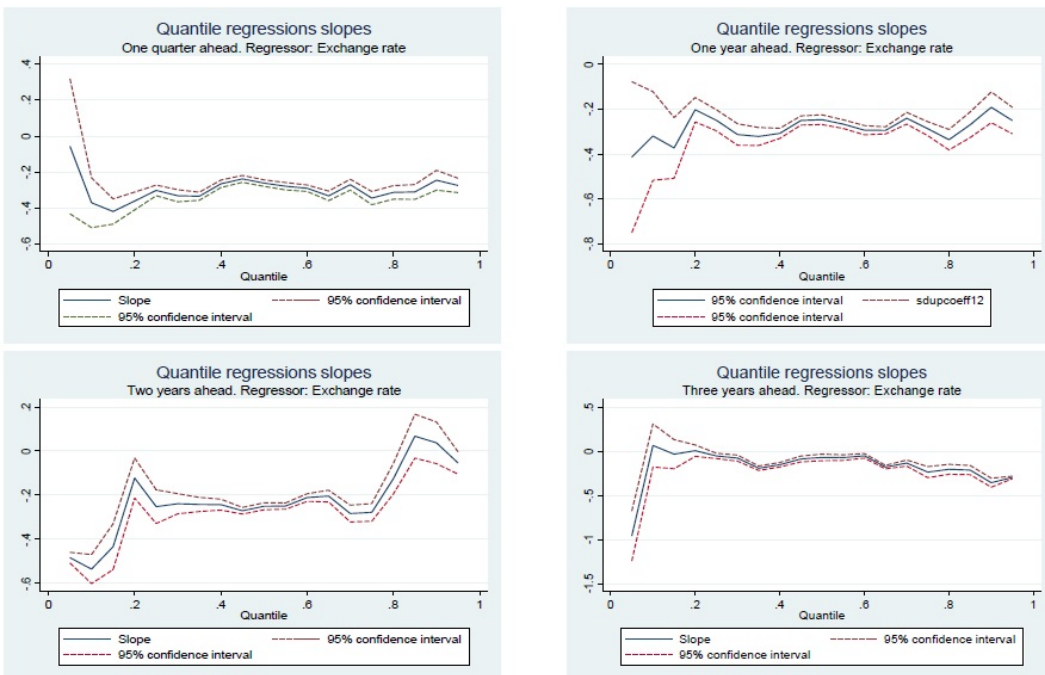 Quantile regressions slopes
One quarter ahead. Regressor: Exchange rate
.4
.2
0
-.2
-.4
-.6
0 .2 .4 .6 .8 1
Quantile
Slope 95% confidence interval
95% confidence interval
Quantile regressions slopes
One year ahead. Regressor: Exchange rate
0
-.2
-.4
-.6
-.8
0 .2 .4 .6 .8 1
Quantile
95% confidence interval sdupcoeff12
95% confidence interval
Quantile regressions slopes
Two years ahead. Regressor: Exchange rate
.2
0
-.2
-.4
-.6
0 .2 .4 .6 .8 1
Quantile
Slope 95% confidence interval
95% confidence interval
Quantile regressions slopes
Three years ahead. Regressor: Exchange rate
.5
0
-.5
-1
-1.5
0 .2 .4 .6 .8 1
Quantile
Slope 95% confidence interval
95% confidence interval